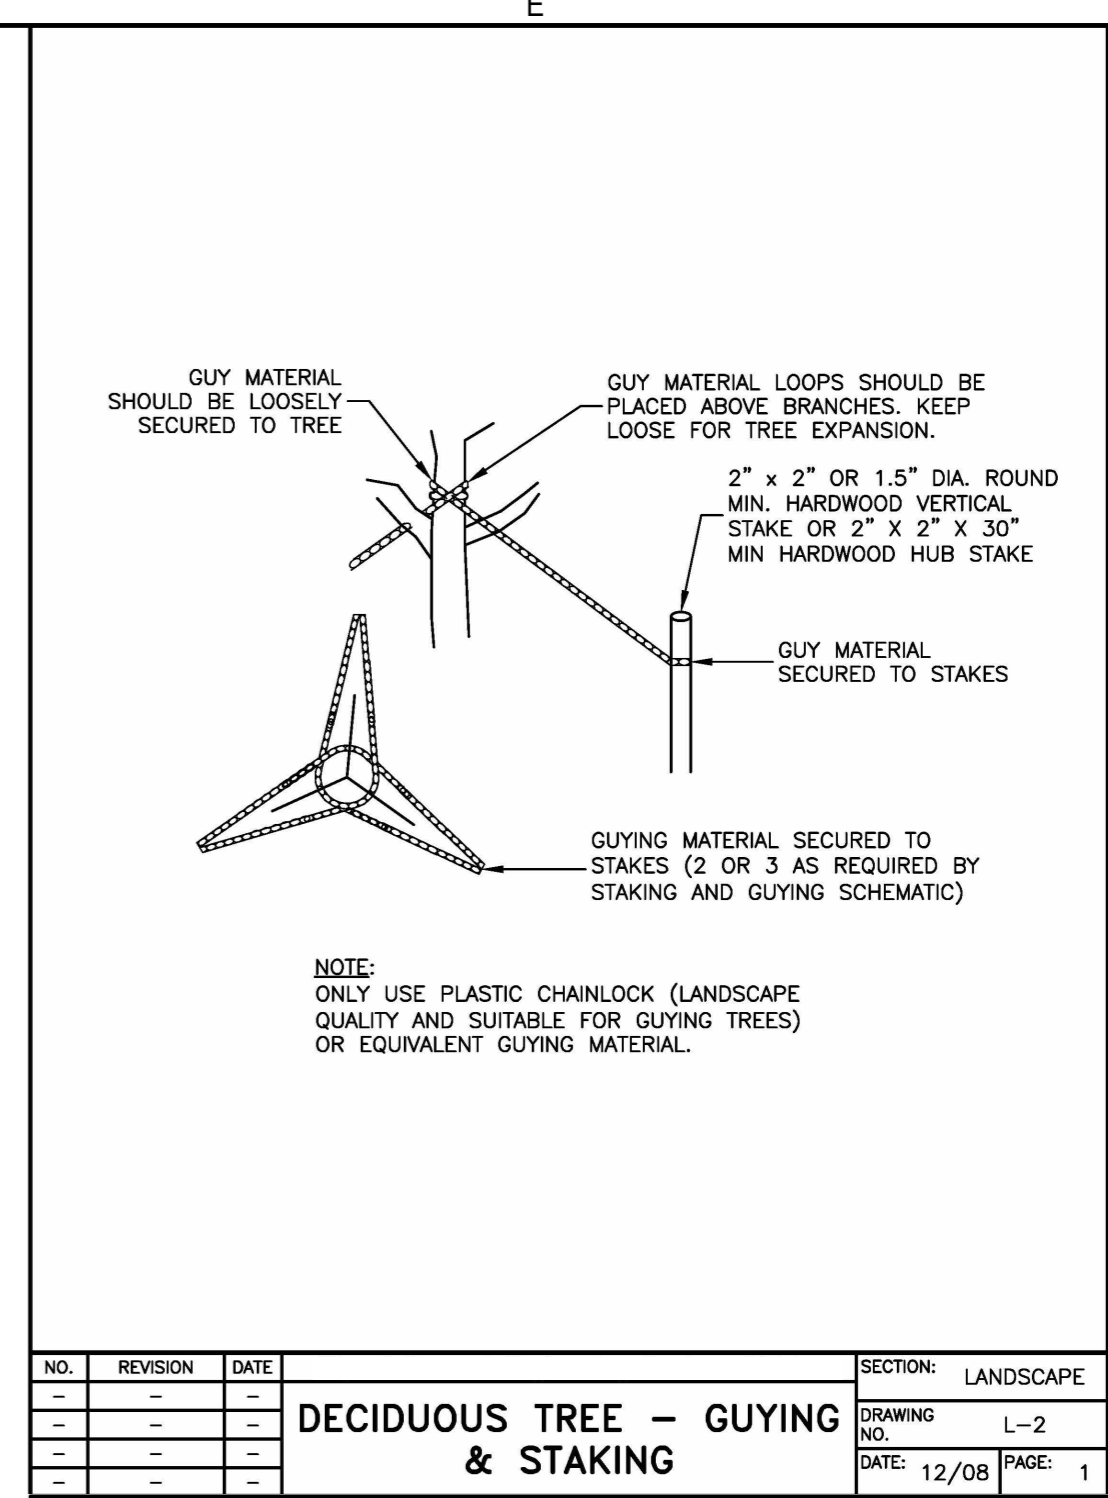 E
GUY MATERIAL
SHOULD BE LOOSELY
SECURED TO TREE
GUY MATERIAL LOOPS SHOULD BE
PLACED ABOVE BRANCHES. KEEP
LOOSE FOR TREE EXPANSION.
2" x 2" OR 1.5" DIA. ROUND
MIN. HARDWOOD VERTICAL
STAKE OR 2" X 2" X 30"
MIN HARDWOOD HUB STAKE
GUY MATERIAL
SECURED TO STAKES
GUYING MATERIAL SECURED TO
STAKES (2 OR 3 AS REQUIRED BY
STAKING AND GUYING SCHEMATIC)
NOTE:
ONLY USE PLASTIC CHAINLOCK (LANDSCAPE
QUALITY AND SUITABLE FOR GUYING TREES)
OR EQUIVALENT GUYING MATERIAL.
NO. REVISION DATE
– – –
– – –
– – –
– – –
DECIDUOUS TREE – GUYING
& STAKING
SECTION: LANDSCAPE
DRAWING
NO. L–2
DATE: 12/08 PAGE: 1